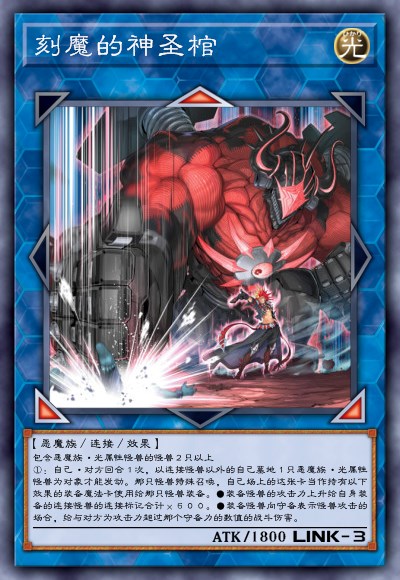 刻魔的神圣棺
ひかり
光
【恶魔族/连接/效果】
包含恶魔族·光属性怪兽的怪兽2只以上
①：自己·对方回合1次，以连接怪兽以外的自己墓地1只恶魔族·光属性
怪兽为对象才能发动。那只怪兽特殊召唤，自己场上的这张卡当作持有以下
效果的装备魔法卡使用给那只怪兽装备。●装备怪兽的攻击力上升给自身装
备的连接怪兽的连接标记合计×600。●装备怪兽向守备表示怪兽攻击的
场合，给与对方为攻击力超过那个守备力的数值的战斗伤害。
ATK/1800 LINK-3